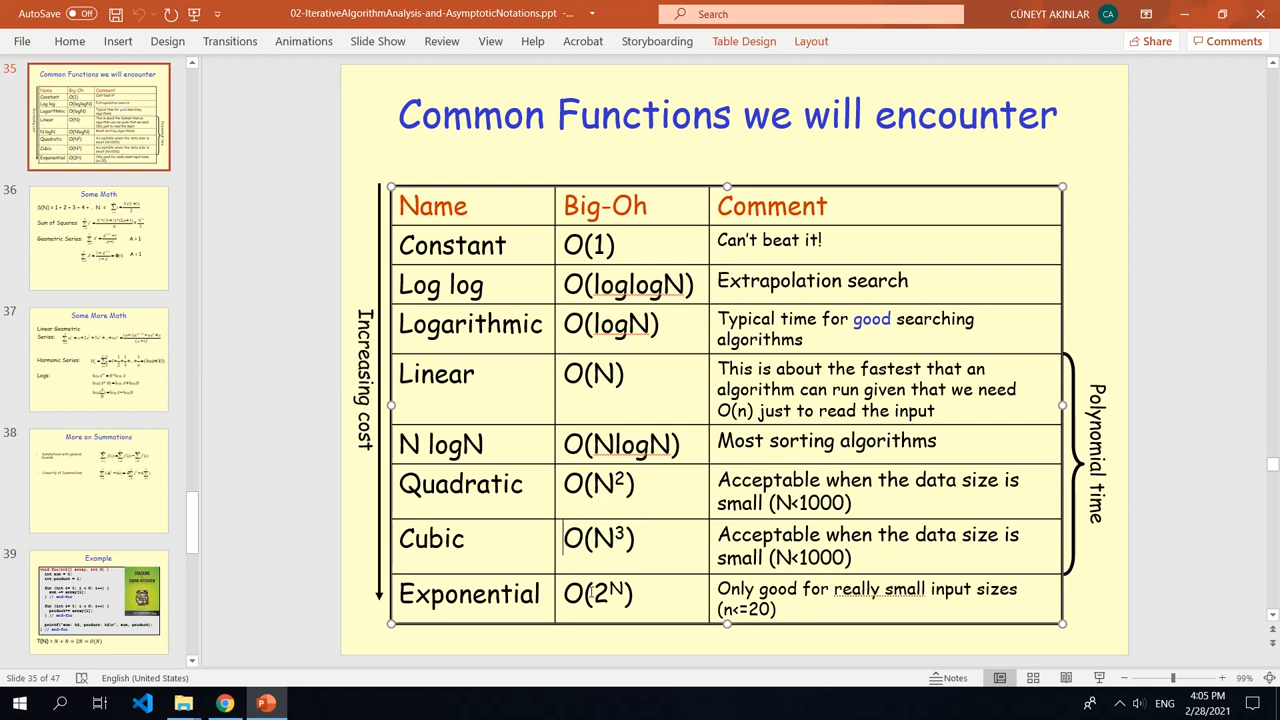 AutoSave Off
02-IterativeAlgorithmAnalysis-and-AsymptoticNotations.ppt -...
Search
CÜNEYT AKINLAR CA
File Home Insert Design Transitions Animations Slide Show Review View Help Acrobat Storyboarding Table Design Layout Share Comments
35
36
Some Math
37
Some More Math
Linear Geometric
Series:
Harmonic Series:
Logs:
38
More on Summations
39
Example
Common Functions we will encounter
Increasing cost
Name Big-Oh Comment
Constant O(1) Can't beat it!
Log log O(loglogN) Extrapolation search
Logarithmic O(logN) Typical time for good searching
algorithms
Linear O(N) This is about the fastest that an
algorithm can run given that we need
O(n) just to read the input
N logN O(NlogN) Most sorting algorithms
Quadratic O(N²) Acceptable when the data size is
small (N<1000)
Cubic O(N³) Acceptable when the data size is
small (N<1000)
Exponential O(2ᴺ) Only good for really small input sizes
(n<=20)
Polynomial time
Slide 35 of 47 English (United States) Notes 99%
ENG 4:05 PM
2/28/2021